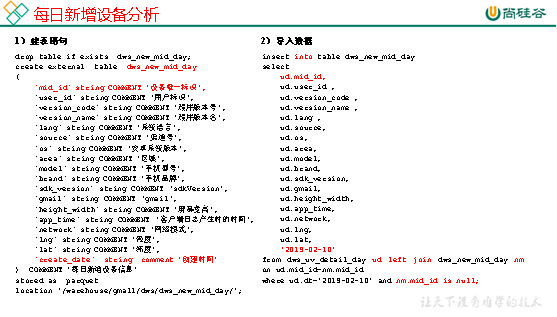 每日新增设备分析
尚硅谷
1）建表语句
drop table if exists dws_new_mid_day;
create external table dws_new_mid_day
(
`mid_id` string COMMENT '设备唯一标识',
`user_id` string COMMENT '用户标识',
`version_code` string COMMENT '程序版本号',
`version_name` string COMMENT '程序版本名',
`lang` string COMMENT '系统语言',
`source` string COMMENT '渠道号',
`os` string COMMENT '安卓系统版本',
`area` string COMMENT '区域',
`model` string COMMENT '手机型号',
`brand` string COMMENT '手机品牌',
`sdk_version` string COMMENT 'sdkVersion',
`gmail` string COMMENT 'gmail',
`height_width` string COMMENT '屏幕宽高',
`app_time` string COMMENT '客户端日志产生时的时间',
`network` string COMMENT '网络模式',
`lng` string COMMENT '经度',
`lat` string COMMENT '纬度',
`create_date` string comment '创建时间'
) COMMENT '每日新增设备信息'
stored as parquet
location '/warehouse/gmall/dws/dws_new_mid_day/';
2）导入数据
insert into table dws_new_mid_day
select
ud.mid_id,
ud.user_id ,
ud.version_code ,
ud.version_name ,
ud.lang ,
ud.source,
ud.os,
ud.area,
ud.model,
ud.brand,
ud.sdk_version,
ud.gmail,
ud.height_width,
ud.app_time,
ud.network,
ud.lng,
ud.lat,
'2019-02-10'
from dws_uv_detail_day ud left join dws_new_mid_day nm
on ud.mid_id=nm.mid_id
where ud.dt='2019-02-10' and nm.mid_id is null;
让天下没有难学的技术